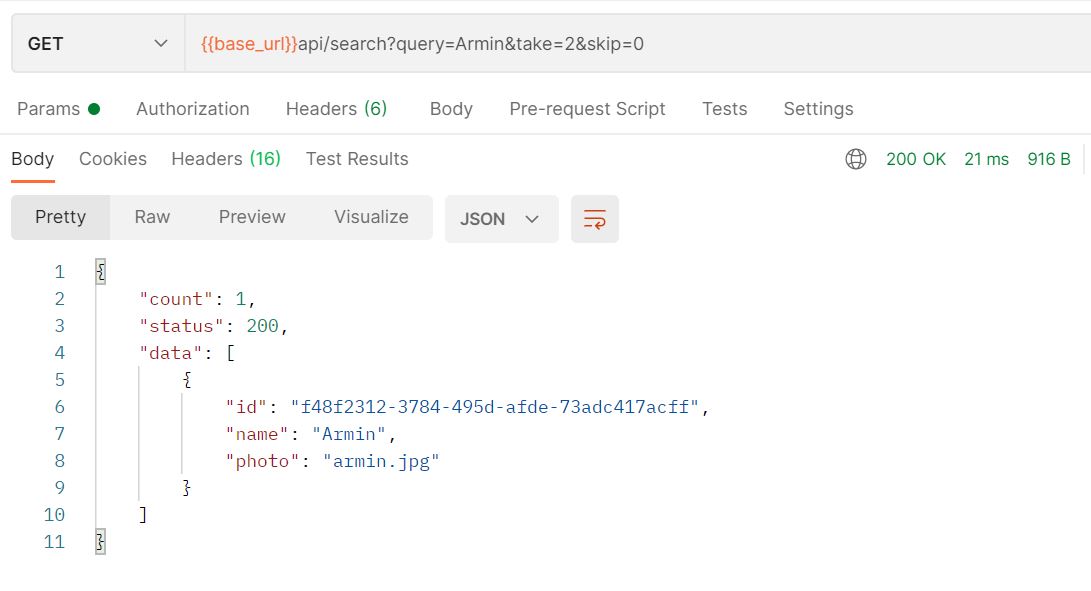 GET {{base_url}}api/search?query=Armin&take=2&skip=0
Params Authorization Headers (6) Body Pre-request Script Tests Settings
Body Cookies Headers (16) Test Results 200 OK 21 ms 916 B
Pretty Raw Preview Visualize JSON
1 {
2 "count": 1,
3 "status": 200,
4 "data": [
5 {
6 "id": "f48f2312-3784-495d-afde-73adc417acff",
7 "name": "Armin",
8 "photo": "armin.jpg"
9 }
10 ]
11 }